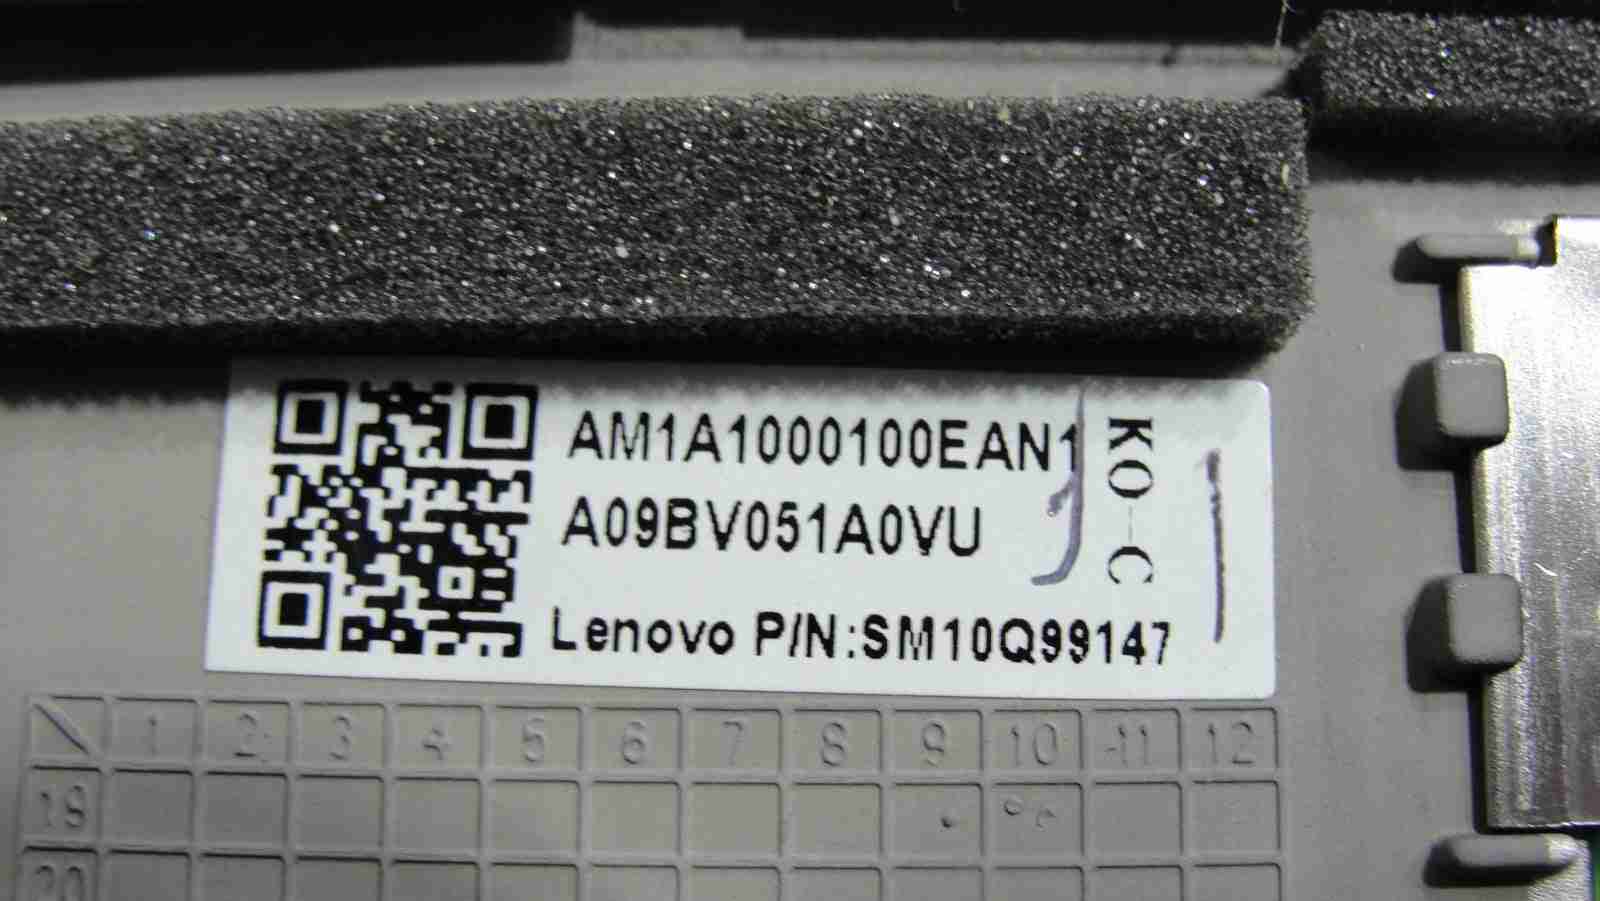 AM1A1000100EAN1
A09BV051A0VU
Lenovo P/N:SM10Q99147
KO-C
1 2 3 4 5 6 7 8 9 10 11 12
19
20